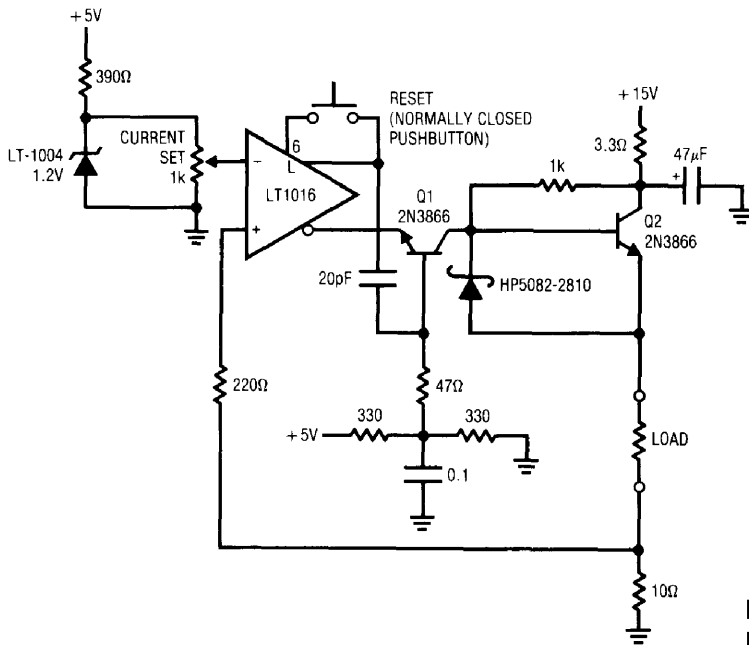 +5V
390Ω
LT-1004
1.2V
CURRENT
SET
1k
−
+
6
L
LT1016
RESET
(NORMALLY CLOSED
PUSHBUTTON)
20pF
Q1
2N3866
1k
+15V
3.3Ω
47µF
+
Q2
2N3866
HP5082-2810
220Ω
47Ω
+5V
330
330
0.1
LOAD
10Ω